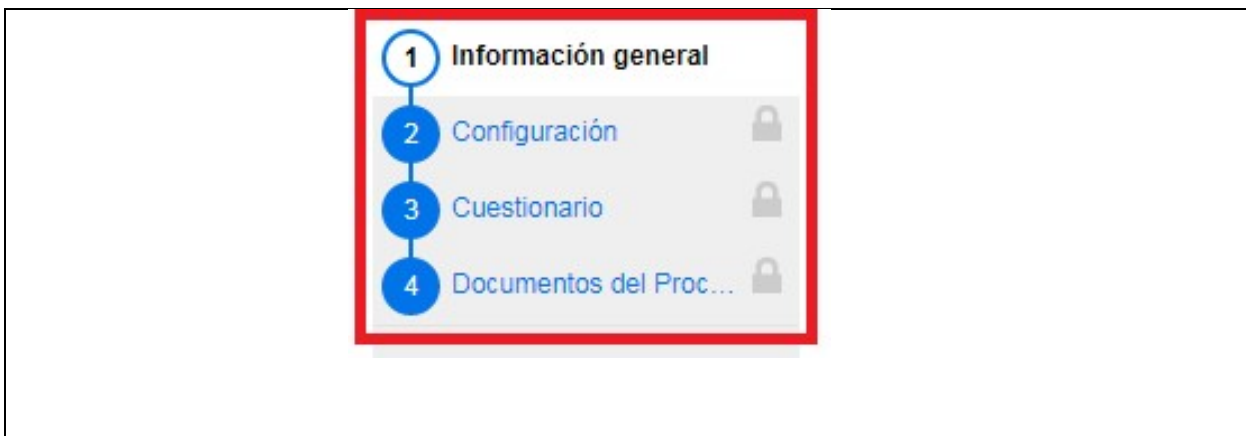 1 Información general
2 Configuración
3 Cuestionario
4 Documentos del Proc...